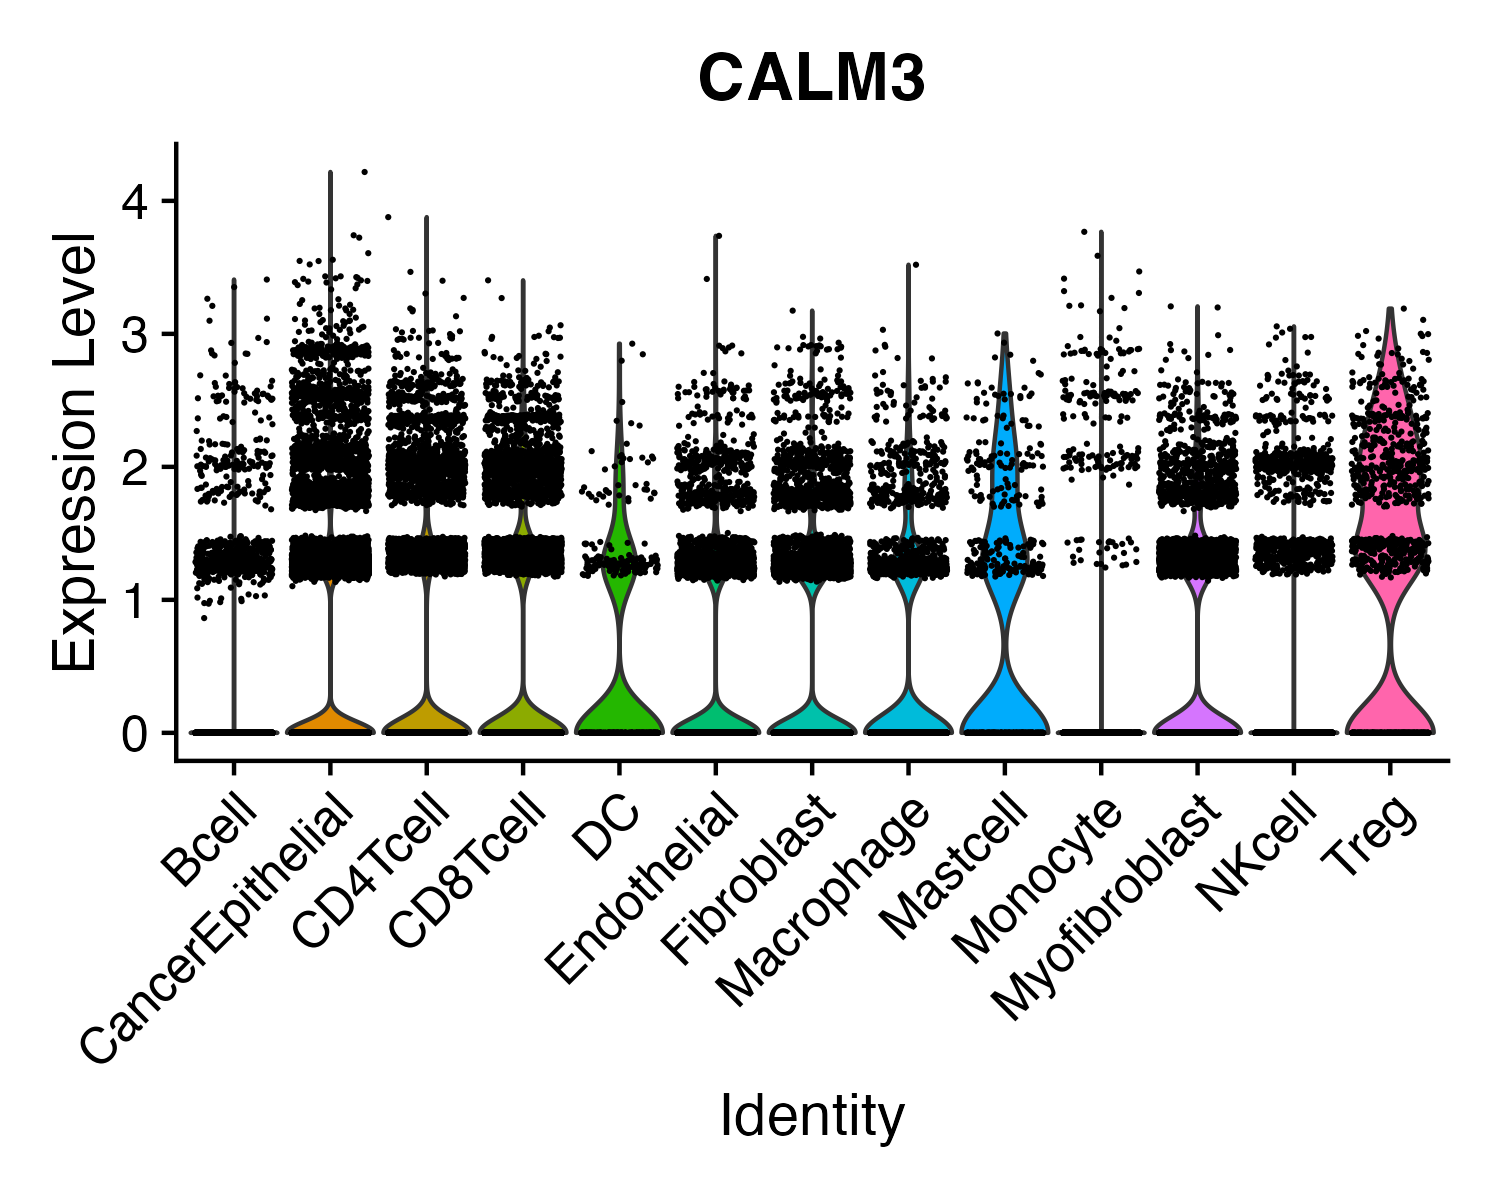 CALM3
Expression Level
4
3
2
1
0
Bcell
CancerEpithelial
CD4Tcell
CD8Tcell
DC
Endothelial
Fibroblast
Macrophage
Mastcell
Monocyte
Myofibroblast
NKcell
Treg
Identity